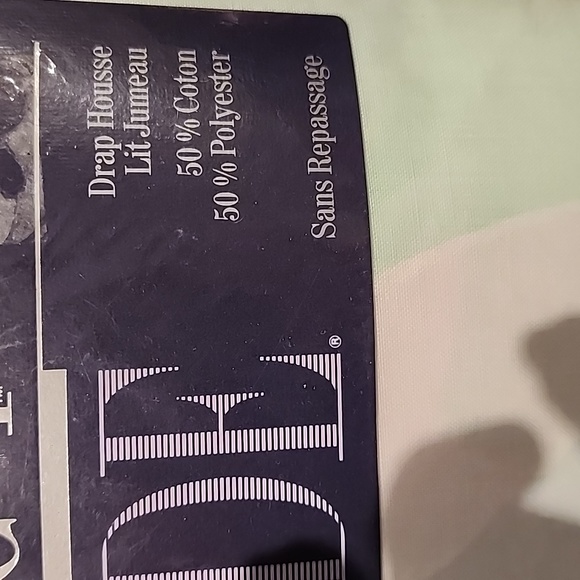 Drap Housse
Lit Jumeau
50 % Coton
50 % Polyester
Sans Repassage
DE®